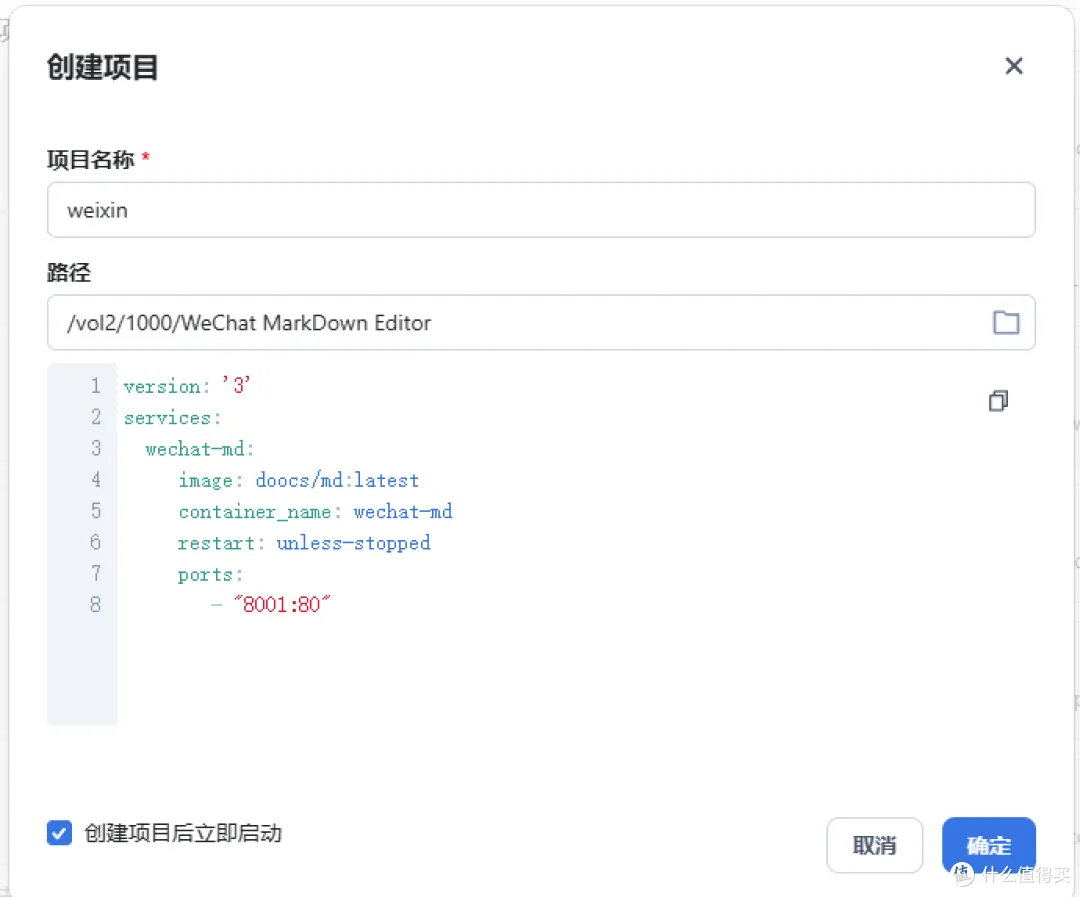 创建项目
项目名称 *
weixin
路径
/vol2/1000/WeChat MarkDown Editor
1 version: '3'
2 services:
3 wechat-md:
4 image: doocs/md:latest
5 container_name: wechat-md
6 restart: unless-stopped
7 ports:
8 - "8001:80"
创建项目后立即启动
取消
确定
值 什么值得买